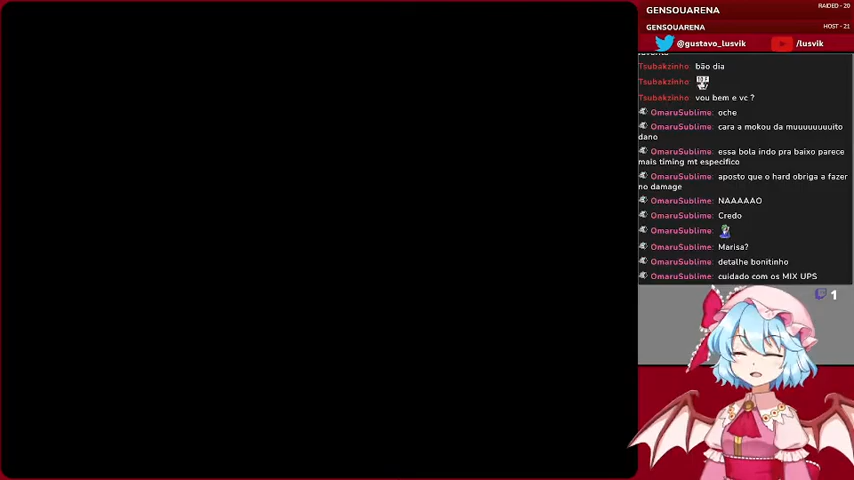 GENSOUARENA
RAIDED - 20
GENSOUARENA
HOST - 21
@gustavo_lusvik
/lusvik
Tsubakzinho: bão dia
Tsubakzinho:
Tsubakzinho: vou bem e vc ?
OmaruSublime: oche
OmaruSublime: cara a mokou da muuuuuuuito
dano
OmaruSublime: essa bola indo pra baixo parece
mais timing mt especifico
OmaruSublime: aposto que o hard obriga a fazer
no damage
OmaruSublime: NAAAAAO
OmaruSublime: Credo
OmaruSublime:
OmaruSublime: Marisa?
OmaruSublime: detalhe bonitinho
OmaruSublime: cuidado com os MIX UPS
1